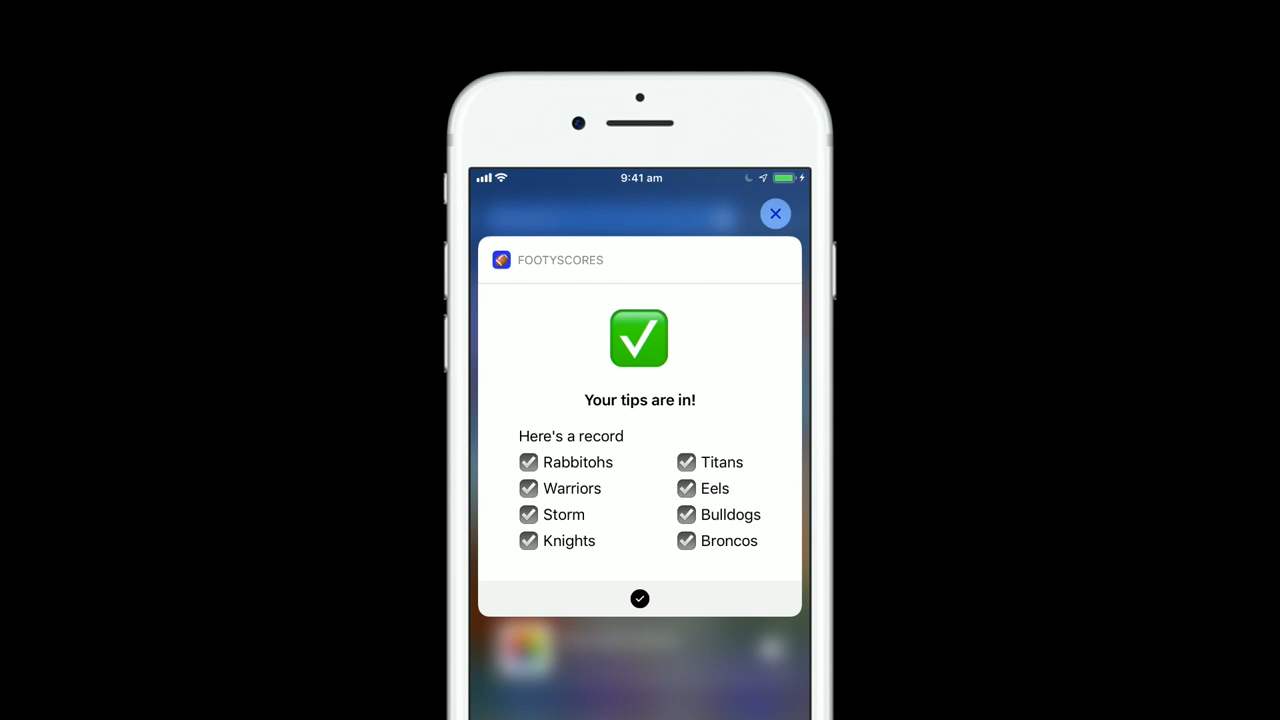 9:41 am
FOOTYSCORES
Your tips are in!
Here's a record
Rabbitohs
Titans
Warriors
Eels
Storm
Bulldogs
Knights
Broncos